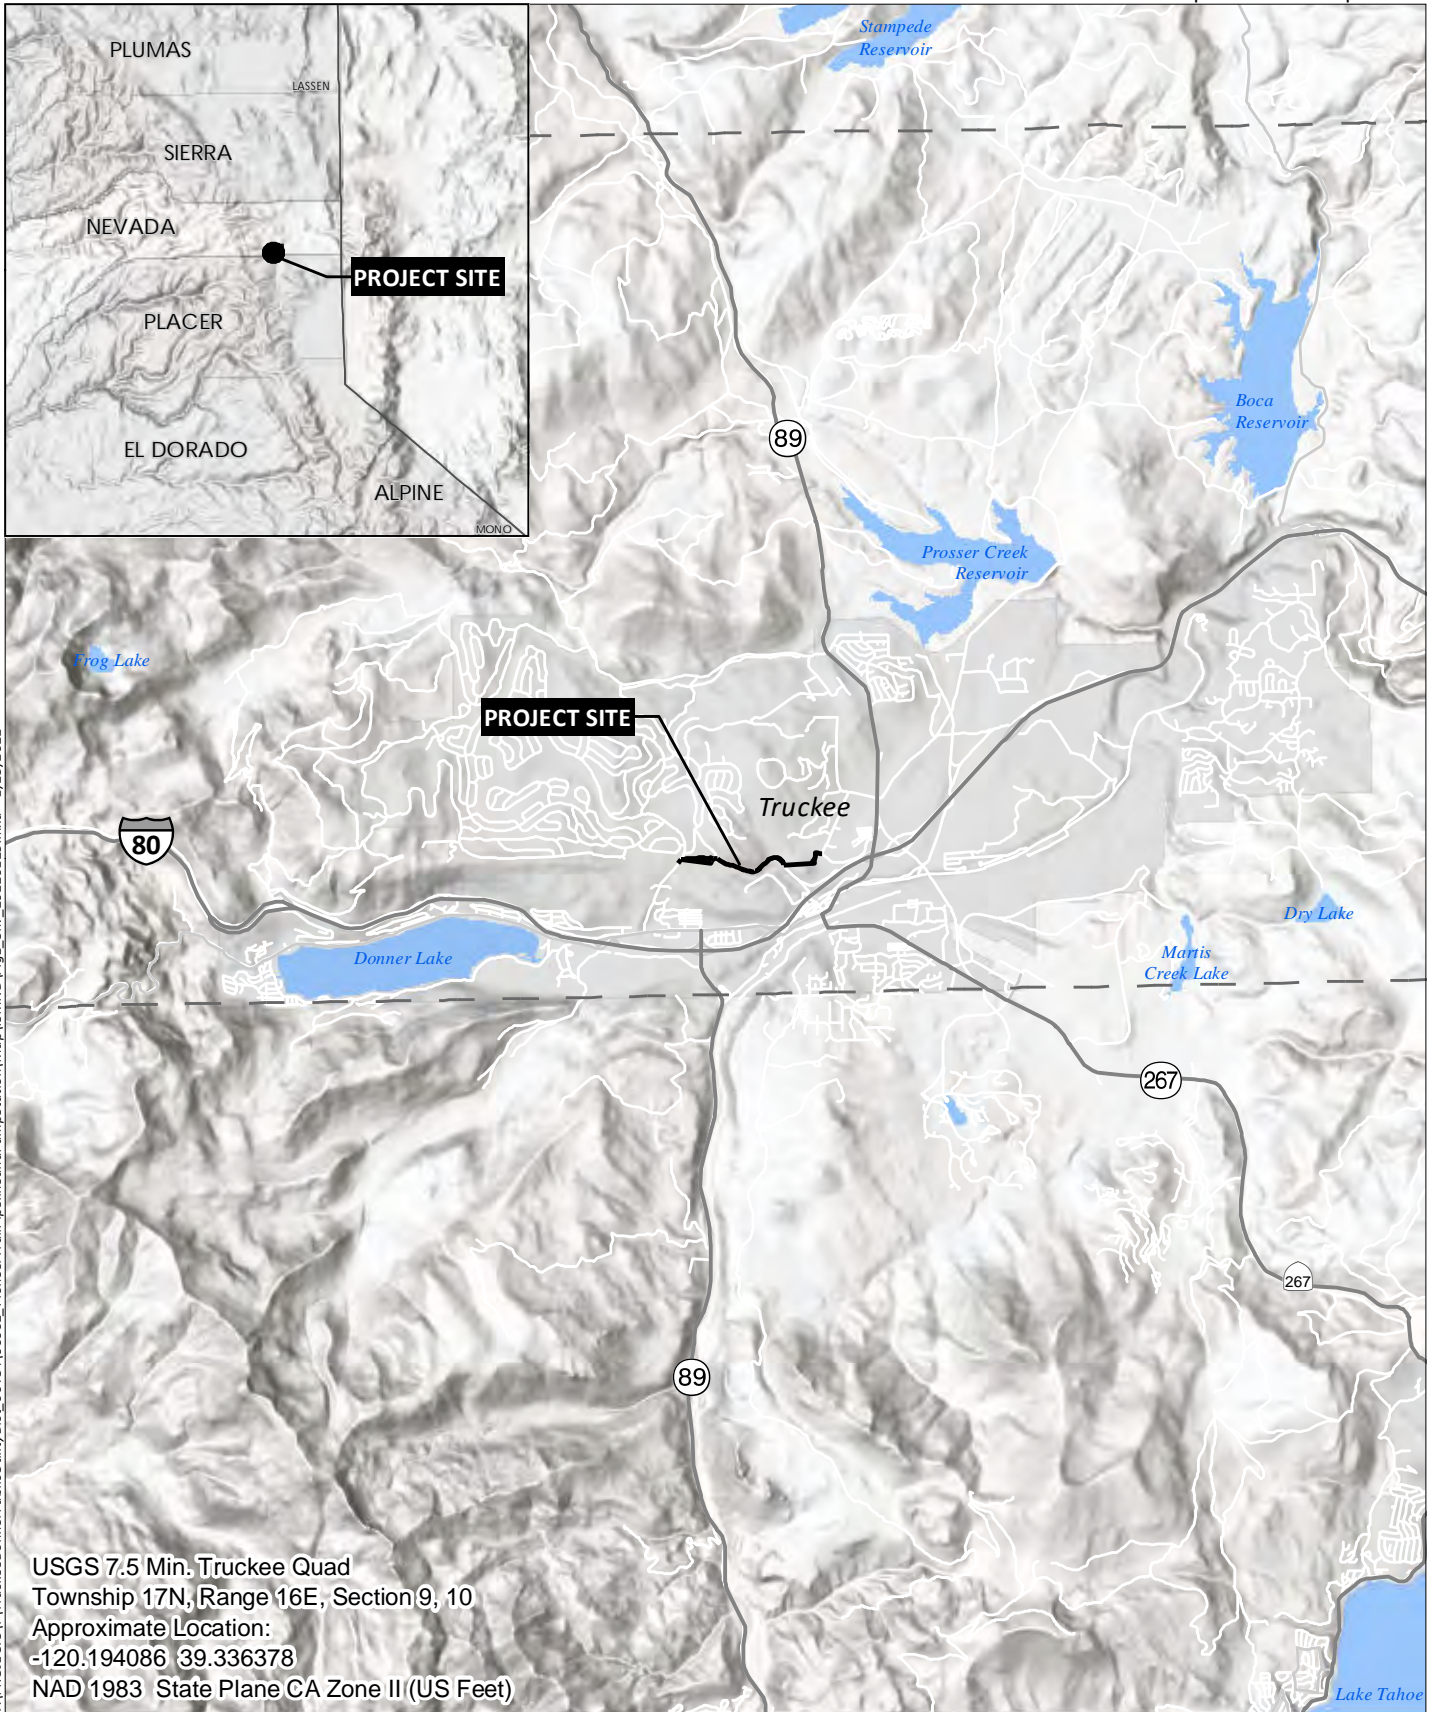 PLUMAS
LASSEN
SIERRA
NEVADA
PROJECT SITE
PLACER
EL DORADO
ALPINE
MONO
Stampede
Reservoir
Boca
Reservoir
89
Prosser Creek
Reservoir
Frog Lake
PROJECT SITE
Truckee
80
Donner Lake
Dry Lake
Martis
Creek Lake
267
267
89
Lake Tahoe
USGS 7.5 Min. Truckee Quad
Township 17N, Range 16E, Section 9, 10
Approximate Location:
-120.194086 39.336378
NAD 1983 State Plane CA Zone II (US Feet)